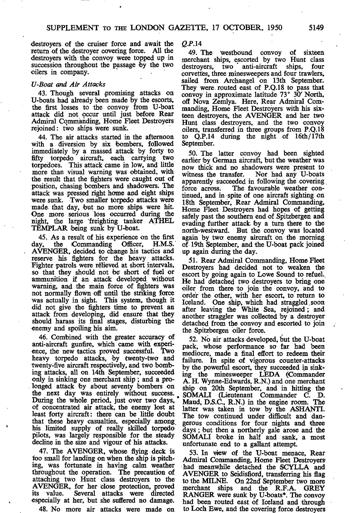 SUPPLEMENT TO THE LONDON GAZETTE, 17 OCTOBER, 1950 5149
destroyers of the cruiser force and await the
return of the destroyer covering force. All the
destroyers with the convoy were topped up in
succession throughout the passage by the two
oilers in company.
U-Boat and Air Attacks
43. Though several promising attacks on
U-boats had already been made by the escorts,
the first losses to the convoy from U-boat
attack did not occur until just before Rear
Admiral Commanding, Home Fleet Destroyers
rejoined: two ships were sunk.
44. The air attacks started in the afternoon
with a diversion by six bombers, followed
immediately by a massed attack by forty to
fifty torpedo aircraft, each carrying two
torpedoes. This attack came in low, and little
more than visual warning was obtained, with
the result that the fighters were caught out of
position, chasing bombers and shadowers. The
attack was pressed right home and eight ships
were sunk. Two smaller torpedo attacks were
made that day, but no more ships were hit.
One more serious loss occurred during the
night, the large freighting tanker ATHEL
TEMPLAR being sunk by U-boat.
45. As a result of his experience on the first
day, the Commanding Officer, H.M.S.
AVENGER, decided to change his tactics and
reserve his fighters for the heavy attacks.
Fighter patrols were reflewed at short intervals,
so that they should not be short of fuel or
ammunition if an attack developed without
warning, and the main force of fighters was
not normally flown off until the striking force
was actually in sight. This system, though it
did not give the fighters time to prevent an
attack from developing, did ensure that they
should harass its final stages, disturbing the
enemy and spoiling his aim.
46. Combined with the greater accuracy of
anti-aircraft gunfire, which came with experi-
ence, the new tactics proved successful. Two
heavy torpedo attacks, by twenty-two and
twenty-five aircraft respectively, and two bomb-
ing attacks, all on 14th September, succeeded
only in sinking one merchant ship; and a pro-
longed attack by about seventy bombers on
the next day was entirely without success.
During the whole period, just over two days,
of concentrated air attack, the enemy lost at
least forty aircraft: there can be little doubt
that these heavy casualties, especially among
his limited supply of really skilled torpedo
pilots, was largely responsible for the steady
decline in the size and vigour of his attacks.
47. The AVENGER, whose flying deck is
too small for landing on when the ship is pitch-
ing, was fortunate in having calm weather
throughout the operation. The precaution of
attaching two Hunt class destroyers to the
AVENGER, for her close protection, proved
its value. Several attacks were directed
especially at her, but she suffered no damage.
48. No more air attacks were made on
Q.P.14
49. The westbound convoy of sixteen
merchant ships, escorted by two Hunt class
destroyers, two anti-aircraft ships, four
corvettes, three minesweepers and four trawlers,
sailed from Archangel on 13th September.
They were routed east of P.Q.18 to pass that
convoy in approximate latitude 73° 30' North,
off Nova Zemlya. Here, Rear Admiral Com-
manding, Home Fleet Destroyers with his six-
teen destroyers, the AVENGER and her two
Hunt class destroyers, and the two convoy
oilers, transferred in three groups from P.Q.18
to Q.P.14 during the night of 16th/17th
September.
50. The latter convoy had been sighted
earlier by German aircraft, but the weather was
now thick and no shadowers were present to
witness the transfer. Nor had any U-boats
apparently succeeded in following the covering
force across. The favourable weather con-
tinued, and in spite of one aircraft sighting on
18th September, Rear Admiral Commanding,
Home Fleet Destroyers had hopes of getting
safely past the southern end of Spitzbergen and
evading further attack by a turn there to the
north-westward. But the convoy was located
again by two enemy aircraft on the morning
of 19th September, and the U-boat pack joined
up again during the day.
51. Rear Admiral Commanding, Home Fleet
Destroyers had decided not to weaken the
escort by going again to Lowe Sound to refuel.
He had detached two destroyers to bring one
oiler from there to join the convoy, and to
order the other, with her escort, to return to
Iceland. One ship, which had straggled soon
after leaving the White Sea, rejoined; and
another straggler was collected by a destroyer
detached from the convoy and escorted to join
the Spitzbergen oiler force.
52. No air attacks developed, but the U-boat
pack, whose performance so far had been
mediocre, made a final effort to redeem their
failure. In spite of vigorous counter-attacks
by the powerful escort, they succeeded in sink-
ing the minesweeper LEDA (Commander
A. H. Wynne-Edwards, R.N.) and one merchant
ship on 20th September, and in hitting the
SOMALI (Lieutenant Commander C. D.
Maud, D.S.C., R.N.) in the engine room. The
latter was taken in tow by the ASHANTI.
The tow continued under difficult and dan-
gerous conditions for four nights and three
days; but then a northerly gale arose and the
SOMALI broke in half and sank, a most
unfortunate end to a gallant attempt.
53. In view of the U-boat menace, Rear
Admiral Commanding, Home Fleet Destroyers
had meanwhile detached the SCYLLA and
AVENGER to Seidisfiord, transferring his flag
to the MILNE. On 22nd September two more
merchant ships and the R.F.A. GREY
RANGER were sunk by U-boats*. The convoy
had been routed east of Iceland and through
to Loch Ewe, and the covering force destroyers